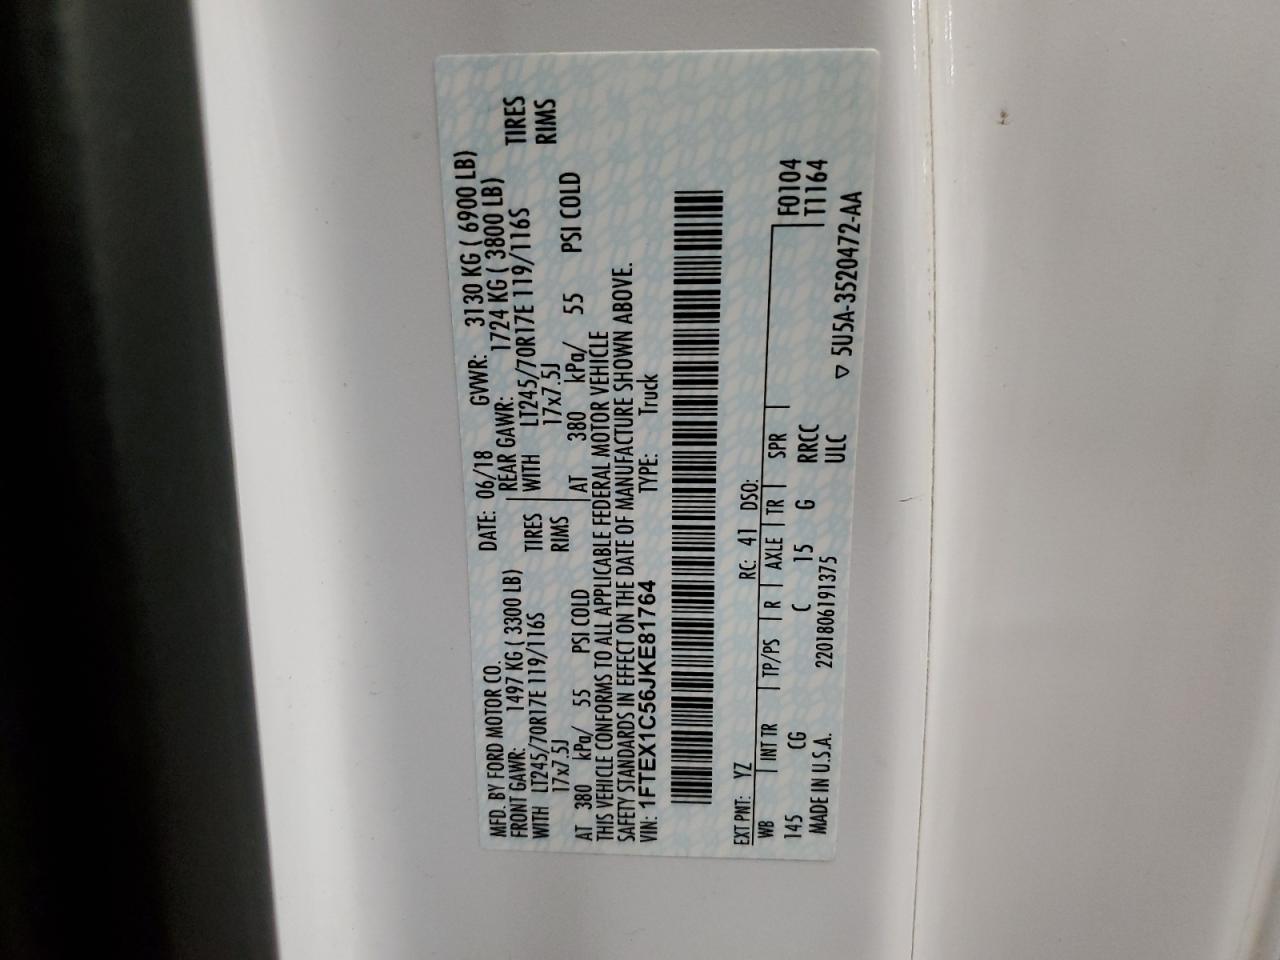 MFD. BY FORD MOTOR CO.
DATE: 06/18 GVWR: 3130 KG ( 6900 LB)
FRONT GAWR: 1497 KG ( 3300 LB) REAR GAWR: 1724 KG ( 3800 LB)
WITH LT245/70R17E 119/116S TIRES WITH LT245/70R17E 119/116S TIRES
17x7.5J RIMS 17x7.5J RIMS
AT 380 kPa/ 55 PSI COLD AT 380 kPa/ 55 PSI COLD
THIS VEHICLE CONFORMS TO ALL APPLICABLE FEDERAL MOTOR VEHICLE
SAFETY STANDARDS IN EFFECT ON THE DATE OF MANUFACTURE SHOWN ABOVE.
VIN: 1FTEX1C56JKE81764 TYPE: Truck
EXT PNT: YZ RC: 41 DSO:
WB INT TR TP/PS R AXLE TR SPR F0104
145 CG C 15 G RRCC T1164
MADE IN U.S.A. 2201806191375 ULC ▽ 5U5A-3520472-AA